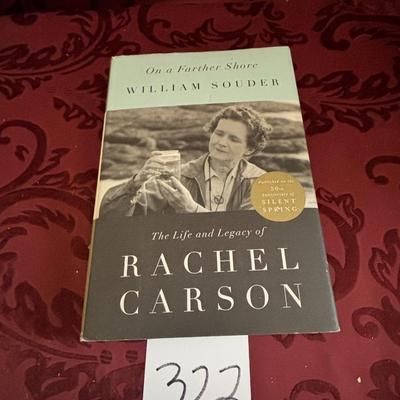 On a Farther Shore
WILLIAM SOUDER
Published on the
50th
Anniversary of
SILENT
SPRING
The Life and Legacy of
RACHEL
CARSON
322